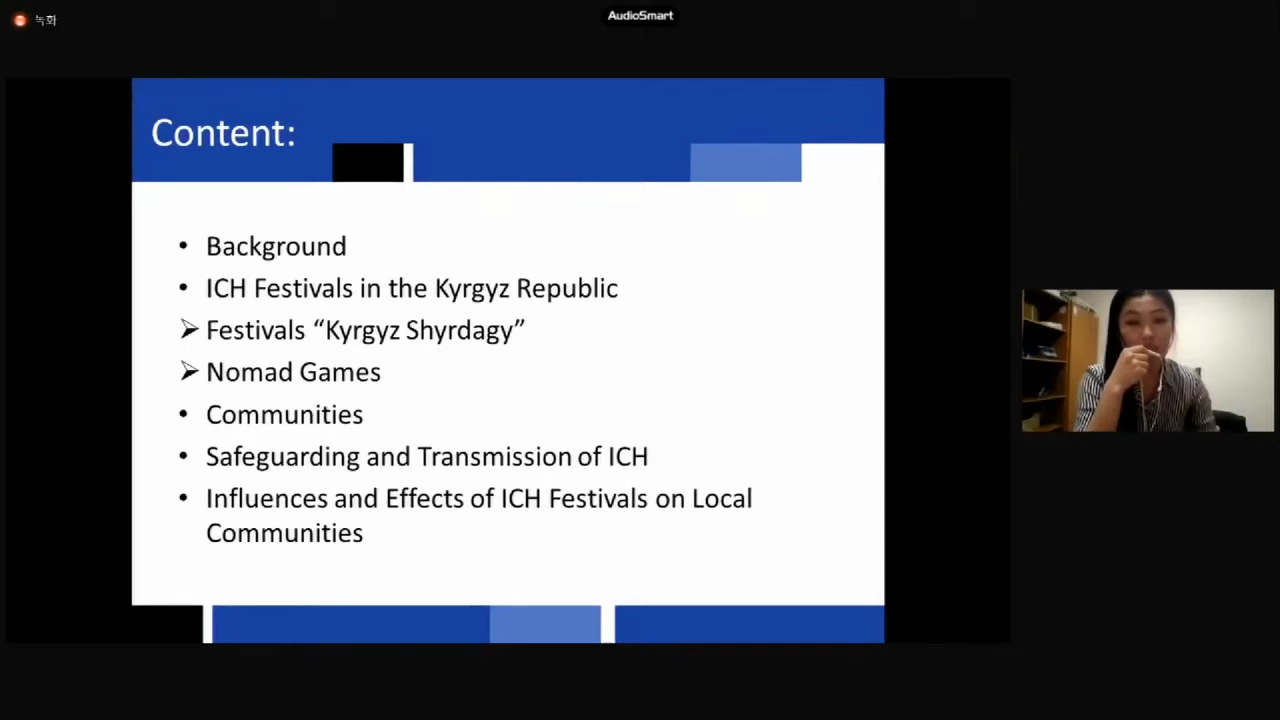 녹화
AudioSmart
Content:
• Background
• ICH Festivals in the Kyrgyz Republic
➢ Festivals “Kyrgyz Shyrdagy”
➢ Nomad Games
• Communities
• Safeguarding and Transmission of ICH
• Influences and Effects of ICH Festivals on Local
Communities